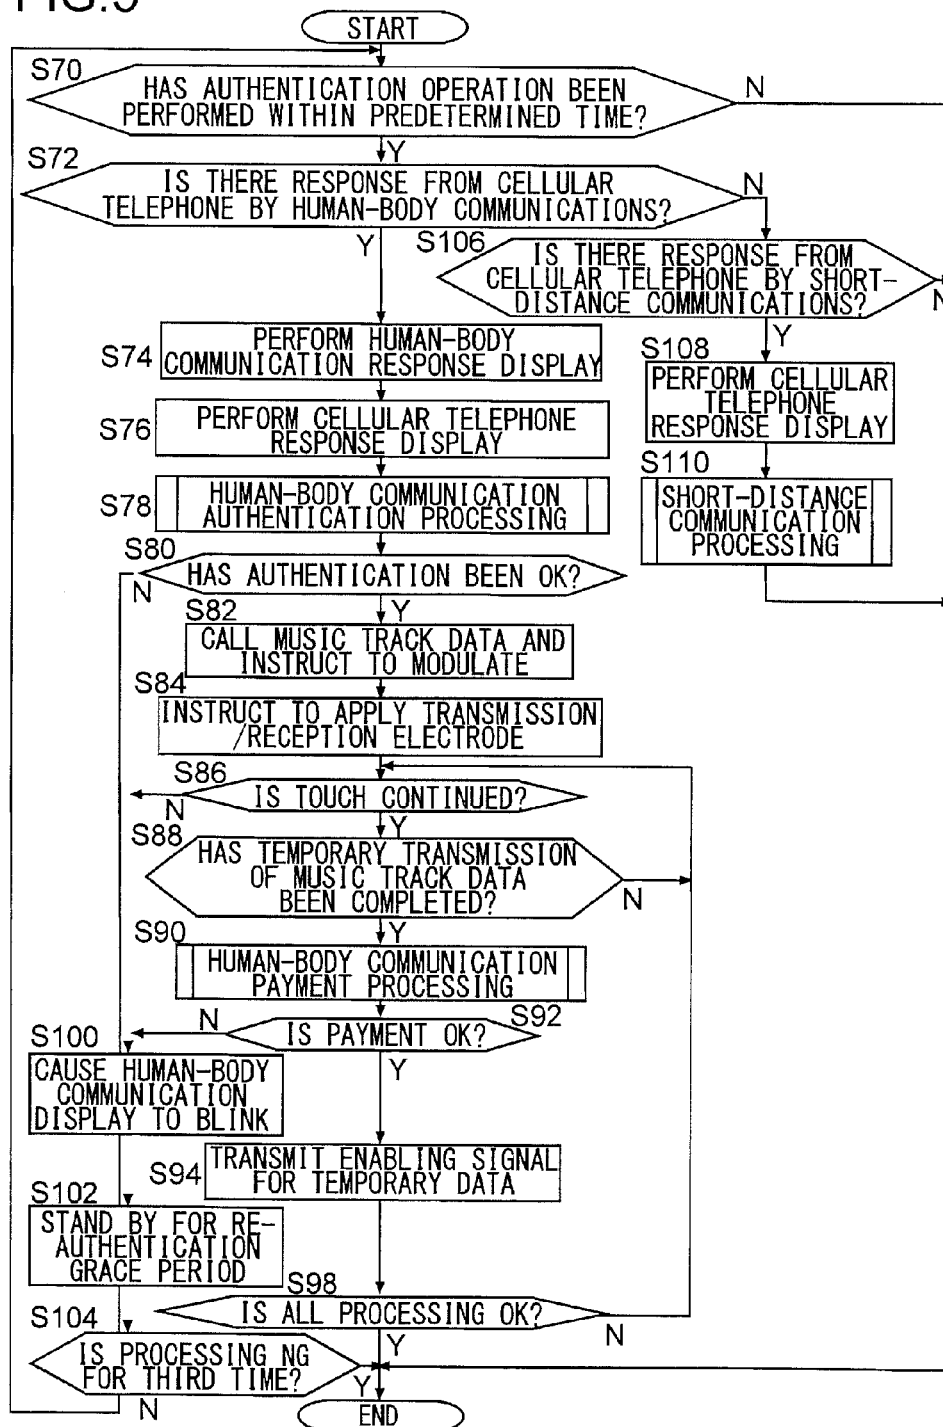 START
S70
HAS AUTHENTICATION OPERATION BEEN
PERFORMED WITHIN PREDETERMINED TIME?
N
Y
S72
IS THERE RESPONSE FROM CELLULAR
TELEPHONE BY HUMAN-BODY COMMUNICATIONS?
N
Y
S106
IS THERE RESPONSE FROM
CELLULAR TELEPHONE BY SHORT-
DISTANCE COMMUNICATIONS?
N
Y
S74
PERFORM HUMAN-BODY
COMMUNICATION RESPONSE DISPLAY
S108
PERFORM CELLULAR
TELEPHONE
RESPONSE DISPLAY
S76
PERFORM CELLULAR TELEPHONE
RESPONSE DISPLAY
S110
SHORT-DISTANCE
COMMUNICATION
PROCESSING
S78
HUMAN-BODY COMMUNICATION
AUTHENTICATION PROCESSING
S80
HAS AUTHENTICATION BEEN OK?
N
Y
S82
CALL MUSIC TRACK DATA AND
INSTRUCT TO MODULATE
S84
INSTRUCT TO APPLY TRANSMISSION
/RECEPTION ELECTRODE
S86
IS TOUCH CONTINUED?
N
Y
S88
HAS TEMPORARY TRANSMISSION
OF MUSIC TRACK DATA
BEEN COMPLETED?
N
Y
S90
HUMAN-BODY COMMUNICATION
PAYMENT PROCESSING
S92
IS PAYMENT OK?
N
Y
S100
CAUSE HUMAN-BODY
COMMUNICATION
DISPLAY TO BLINK
S94
TRANSMIT ENABLING SIGNAL
FOR TEMPORARY DATA
S102
STAND BY FOR RE-
AUTHENTICATION
GRACE PERIOD
S98
IS ALL PROCESSING OK?
N
Y
S104
IS PROCESSING NG
FOR THIRD TIME?
Y
N
END